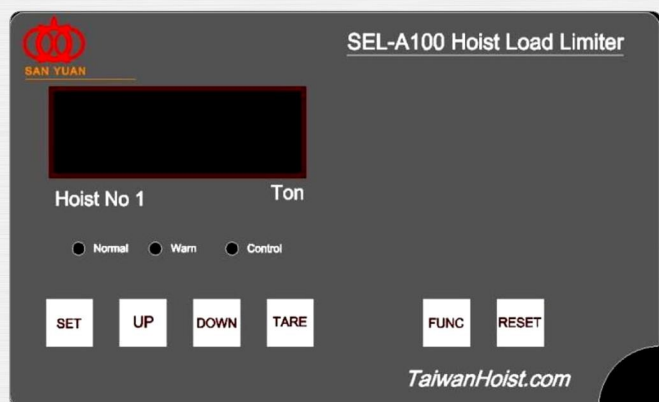 SEL-A100 Hoist Load Limiter
SAN YUAN
Hoist No 1
Ton
Normal Warn Control
SET UP DOWN TARE FUNC RESET
TaiwanHoist.com